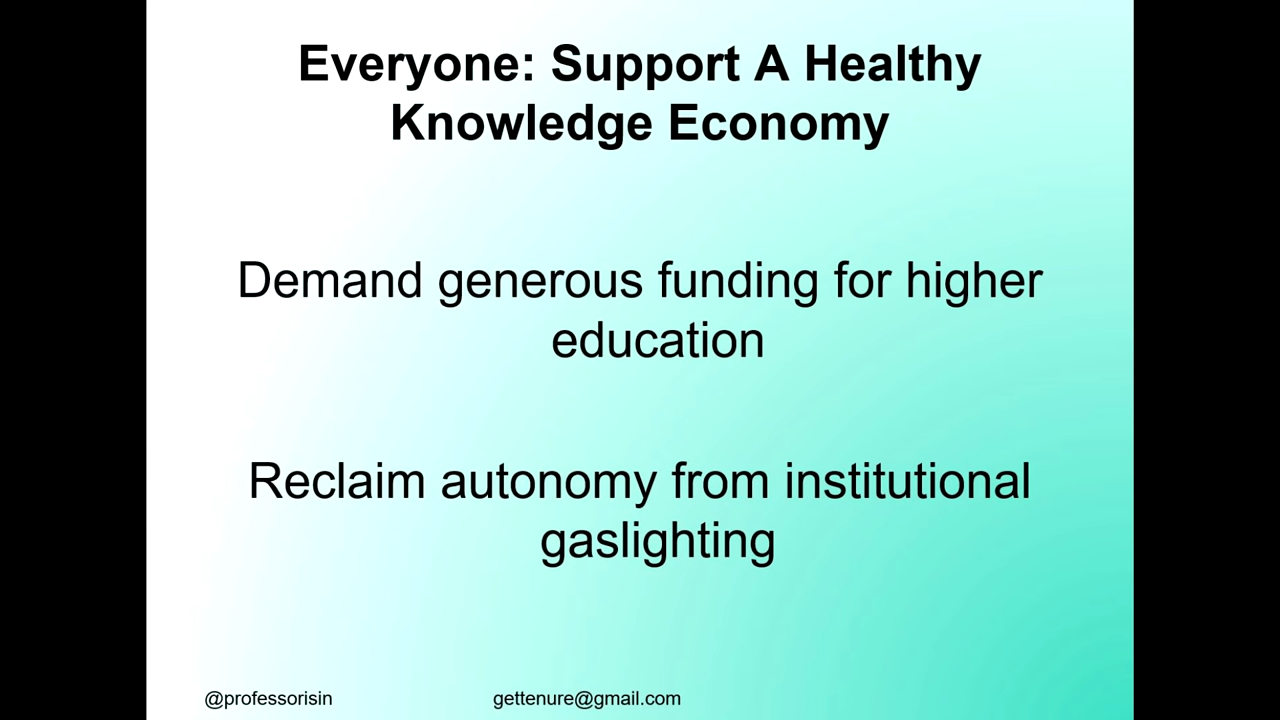 Everyone: Support A Healthy
Knowledge Economy
Demand generous funding for higher
education
Reclaim autonomy from institutional
gaslighting
@professorisin gettenure@gmail.com